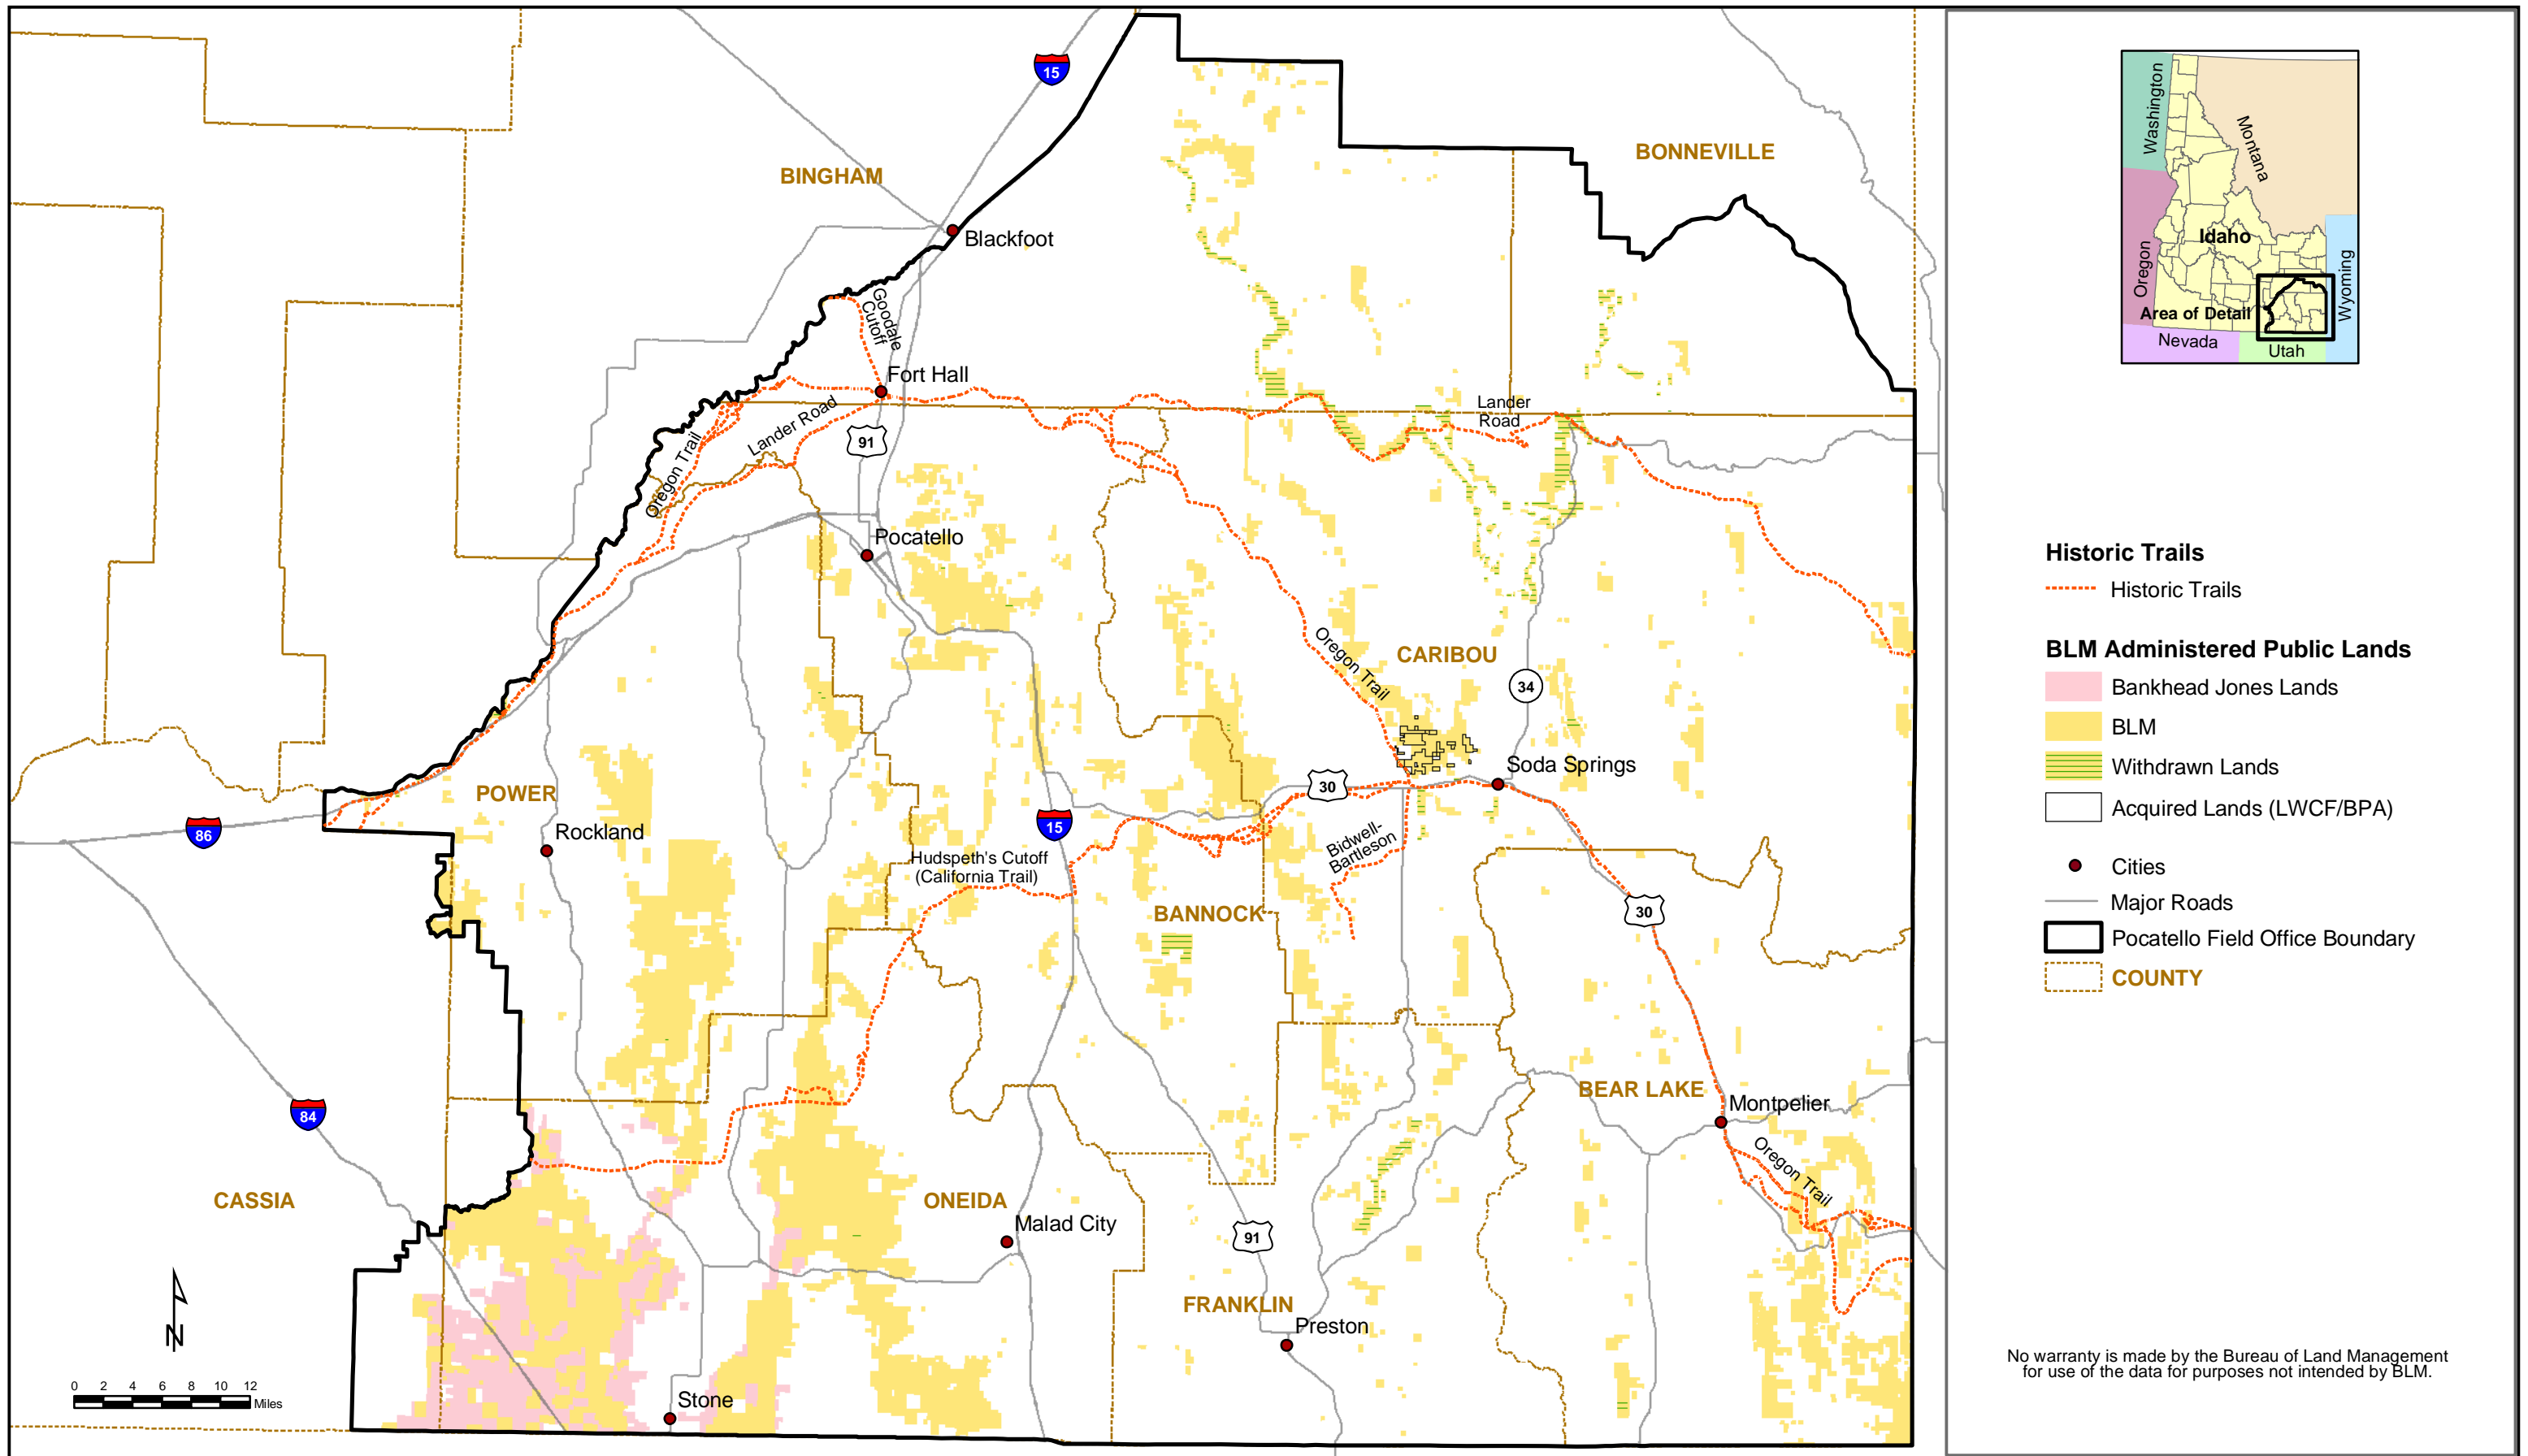 15
BINGHAM
BONNEVILLE
Blackfoot
Goodale
Cutoff
Fort Hall
Lander Road
Lander
Road
91
Oregon Trail
Pocatello
Oregon Trail
CARIBOU
34
Soda Springs
30
POWER
Rockland
86
15
Hudspeth's Cutoff
(California Trail)
Bidwell-
Bartleson
BANNOCK
30
84
BEAR LAKE
Montpelier
Oregon Trail
CASSIA
ONEIDA
Malad City
91
FRANKLIN
Preston
Stone
N
0 2 4 6 8 10 12
Miles
Washington
Montana
Oregon
Idaho
Wyoming
Area of Detail
Nevada
Utah
Historic Trails
Historic Trails
BLM Administered Public Lands
Bankhead Jones Lands
BLM
Withdrawn Lands
Acquired Lands (LWCF/BPA)
Cities
Major Roads
Pocatello Field Office Boundary
COUNTY
No warranty is made by the Bureau of Land Management
for use of the data for purposes not intended by BLM.